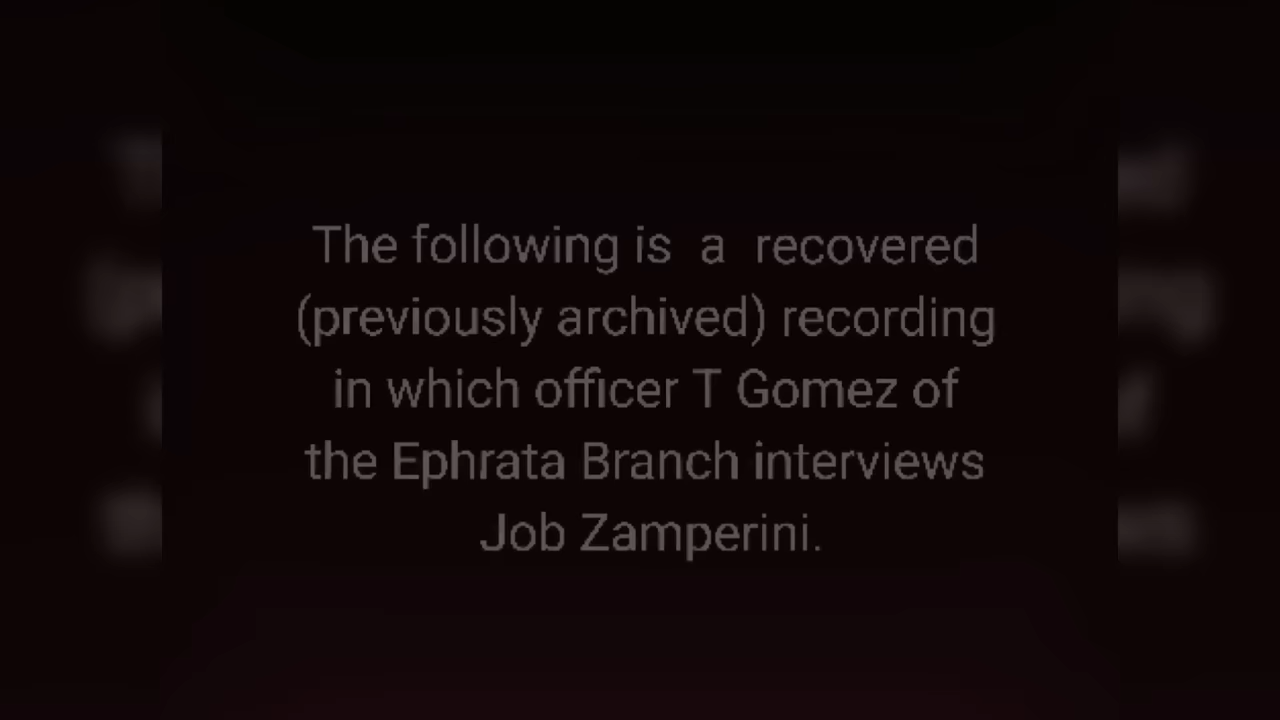 The following is a recovered
(previously archived) recording
in which officer T Gomez of
the Ephrata Branch interviews
Job Zamperini.